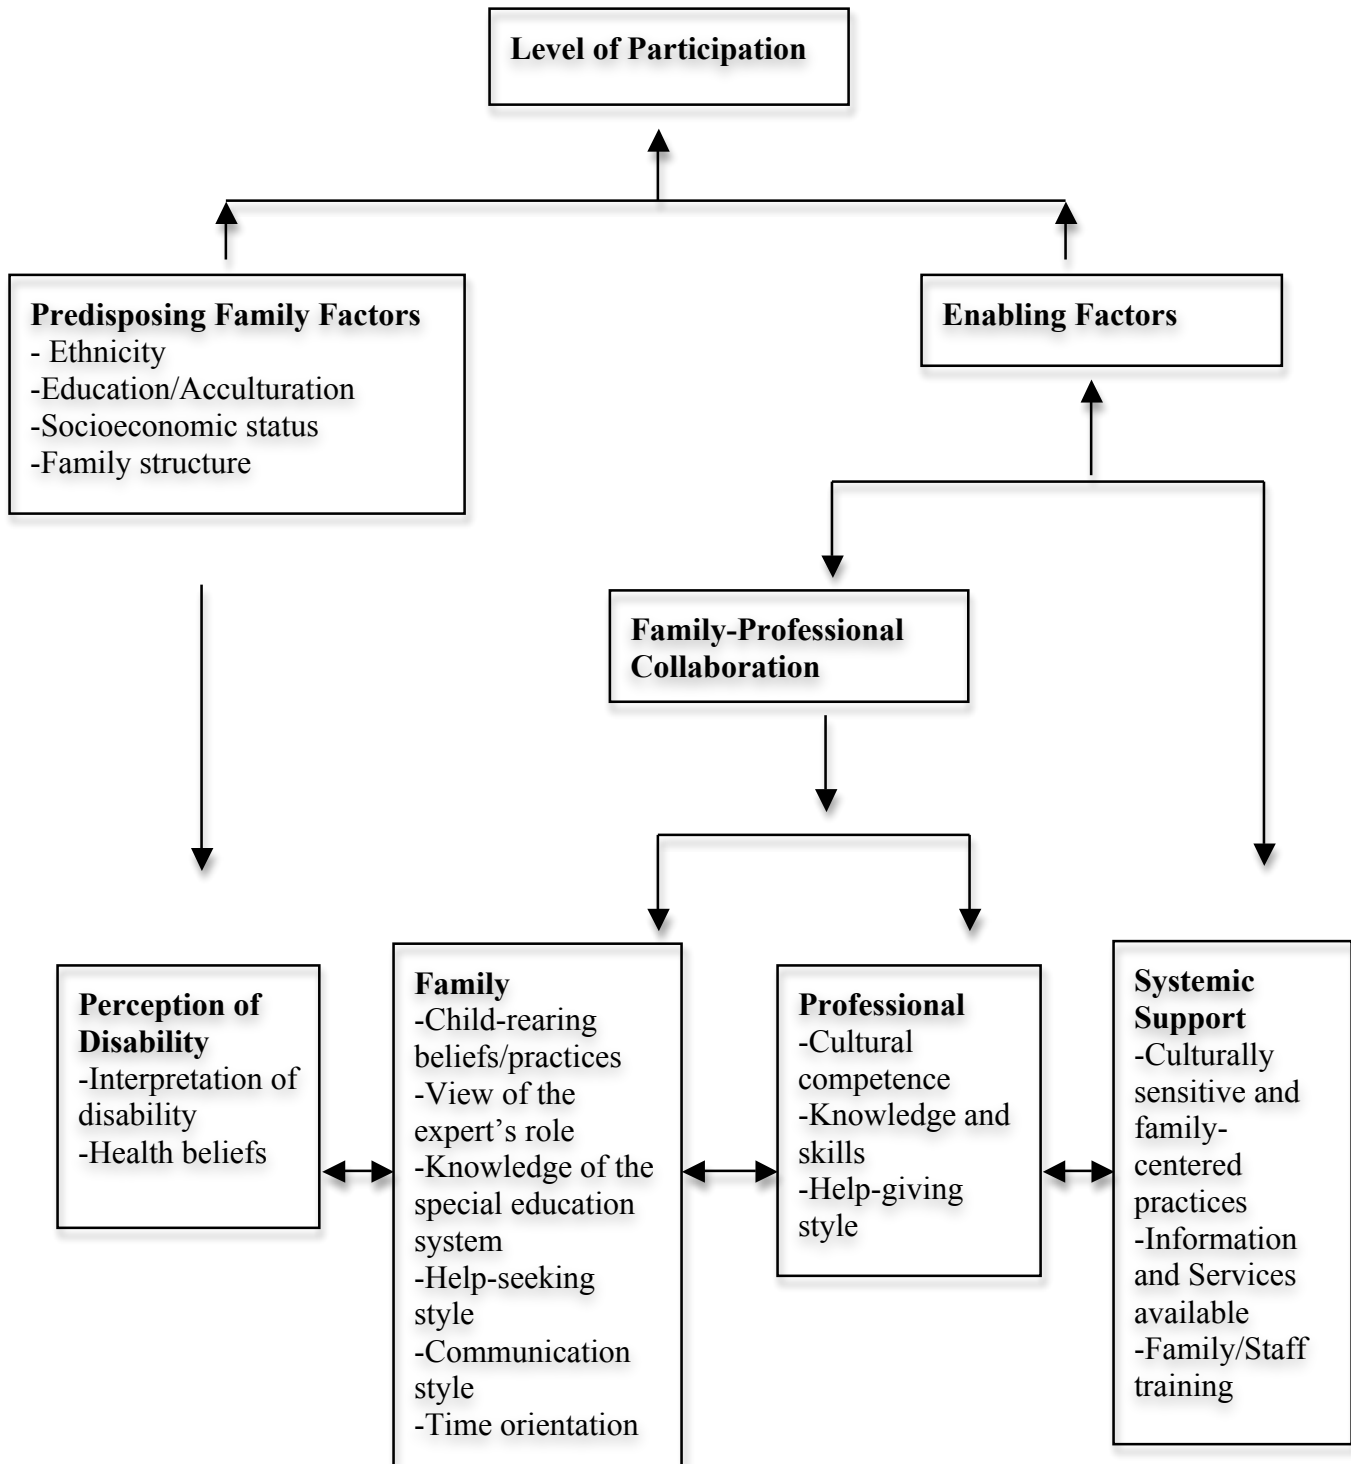 Level of Participation
Predisposing Family Factors
- Ethnicity
-Education/Acculturation
-Socioeconomic status
-Family structure
Enabling Factors
Family-Professional
Collaboration
Perception of
Disability
-Interpretation of
disability
-Health beliefs
Family
-Child-rearing
beliefs/practices
-View of the
expert’s role
-Knowledge of the
special education
system
-Help-seeking
style
-Communication
style
-Time orientation
Professional
-Cultural
competence
-Knowledge and
skills
-Help-giving
style
Systemic
Support
-Culturally
sensitive and
family-
centered
practices
-Information
and Services
available
-Family/Staff
training